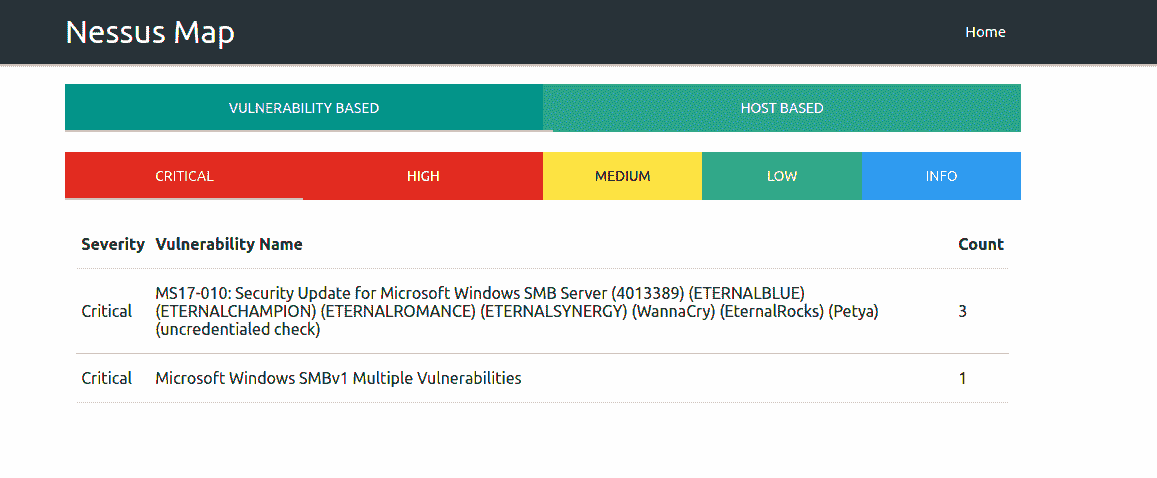 Nessus Map
Home
VULNERABILITY BASED
HOST BASED
CRITICAL
HIGH
MEDIUM
LOW
INFO
Severity Vulnerability Name Count
Critical MS17-010: Security Update for Microsoft Windows SMB Server (4013389) (ETERNALBLUE)
(ETERNALCHAMPION) (ETERNALROMANCE) (ETERNALSYNERGY) (WannaCry) (EternalRocks) (Petya)
(uncredentialed check)
3
Critical Microsoft Windows SMBv1 Multiple Vulnerabilities 1